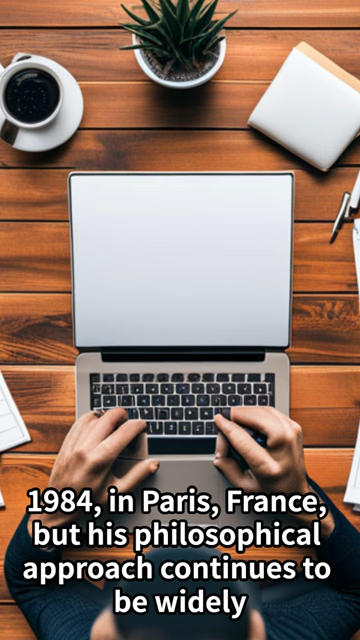 1984, in Paris, France,
but his philosophical
approach continues to
be widely